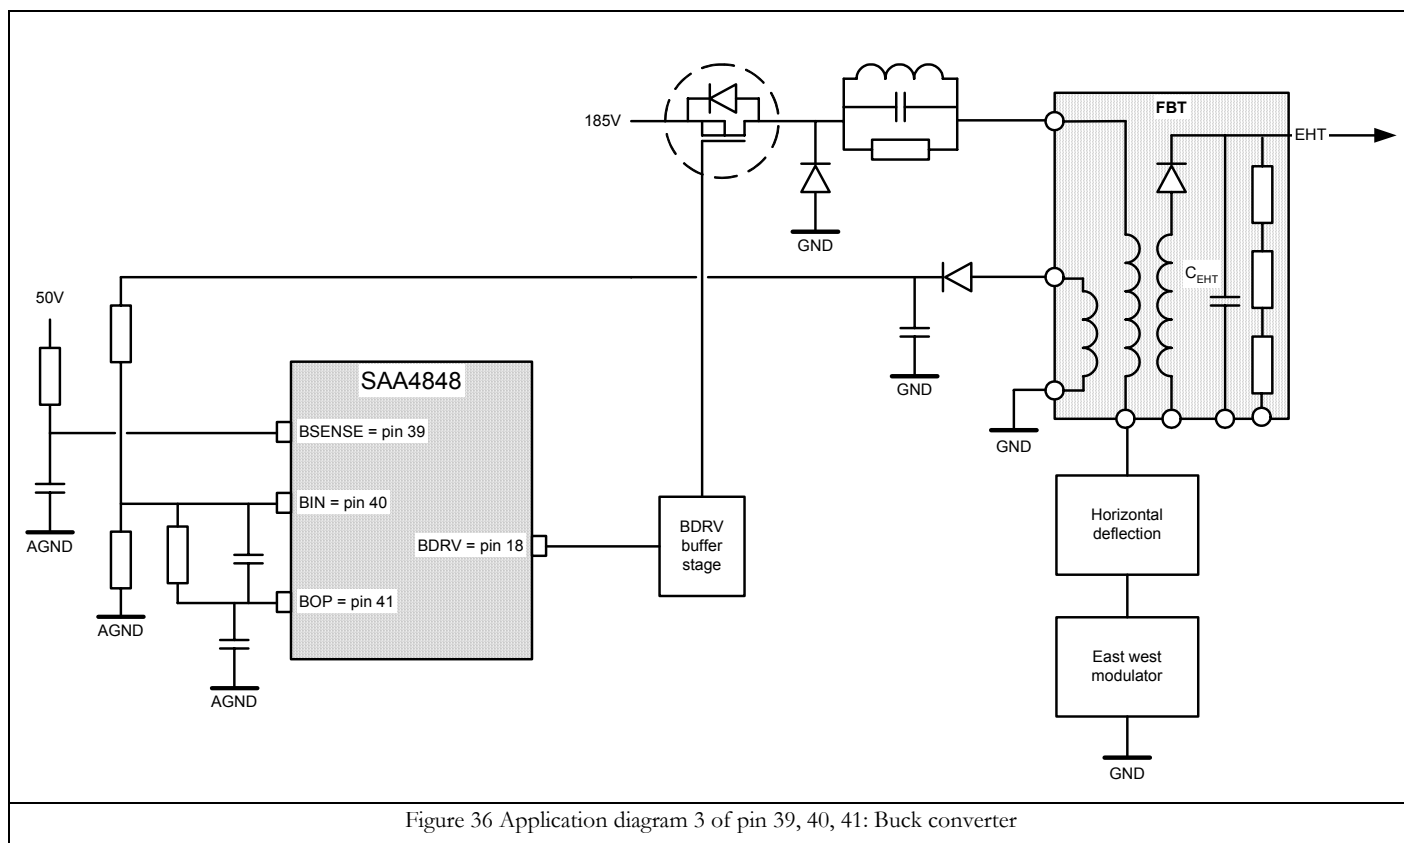 185V
GND
FBT
EHT
C_EHT
50V
GND
GND
SAA4848
BSENSE = pin 39
AGND
BIN = pin 40
BDRV = pin 18
BOP = pin 41
AGND
AGND
BDRV
buffer
stage
Horizontal
deflection
East west
modulator
GND
Figure 36 Application diagram 3 of pin 39, 40, 41: Buck converter